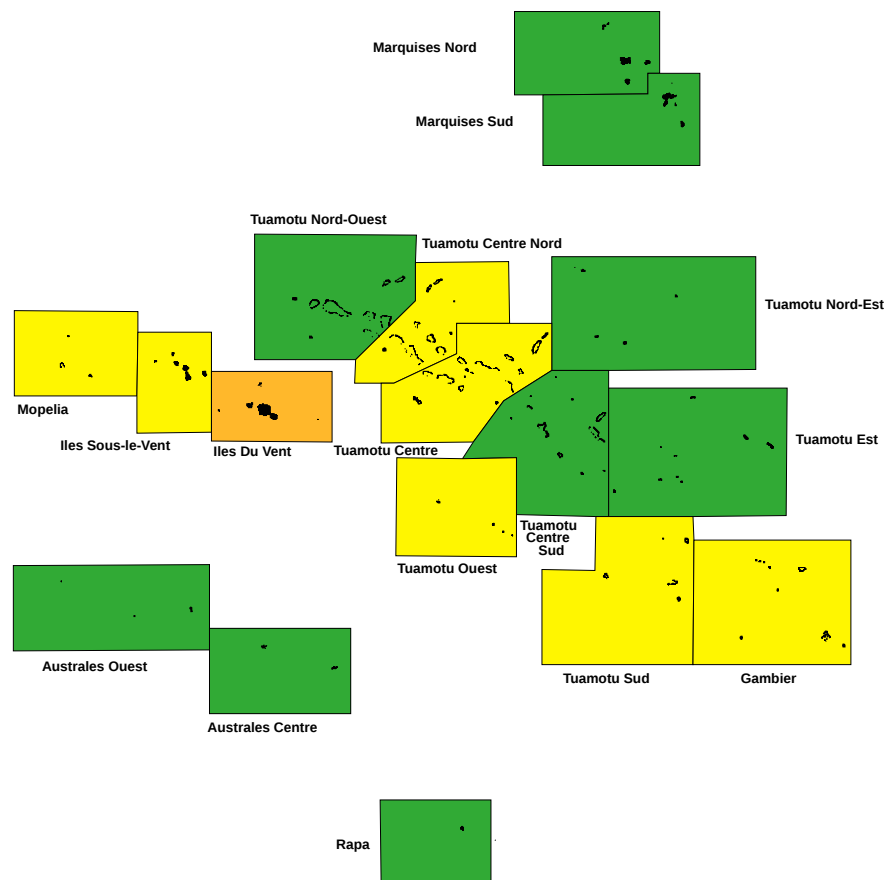 Marquises Nord
Marquises Sud
Tuamotu Nord-Ouest
Tuamotu Centre Nord
Tuamotu Nord-Est
Mopelia
Iles Sous-le-Vent
Iles Du Vent
Tuamotu Centre
Tuamotu Est
Tuamotu
Centre
Sud
Tuamotu Ouest
Australes Ouest
Tuamotu Sud
Gambier
Australes Centre
Rapa